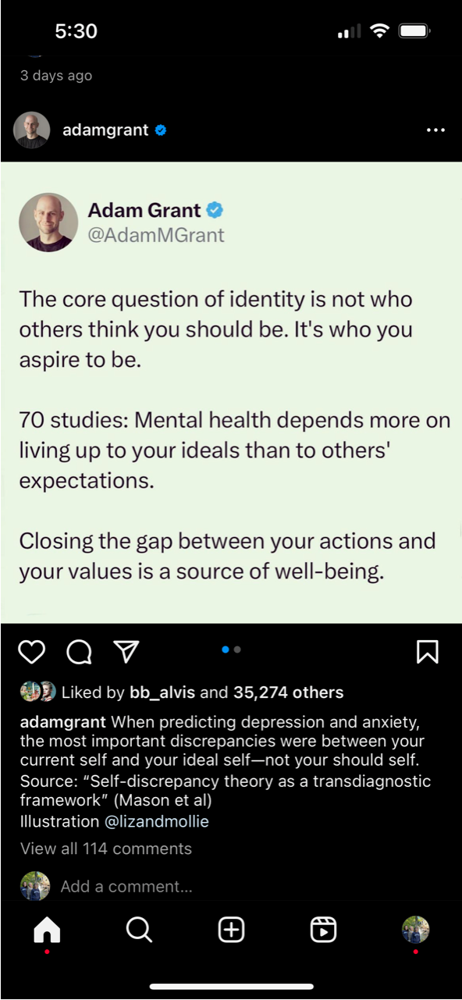 5:30
3 days ago
adamgrant
Adam Grant
@AdamMGrant
The core question of identity is not who
others think you should be. It's who you
aspire to be.
70 studies: Mental health depends more on
living up to your ideals than to others'
expectations.
Closing the gap between your actions and
your values is a source of well-being.
Liked by bb_alvis and 35,274 others
adamgrant When predicting depression and anxiety,
the most important discrepancies were between your
current self and your ideal self—not your should self.
Source: “Self-discrepancy theory as a transdiagnostic
framework” (Mason et al)
Illustration @lizandmollie
View all 114 comments
Add a comment...